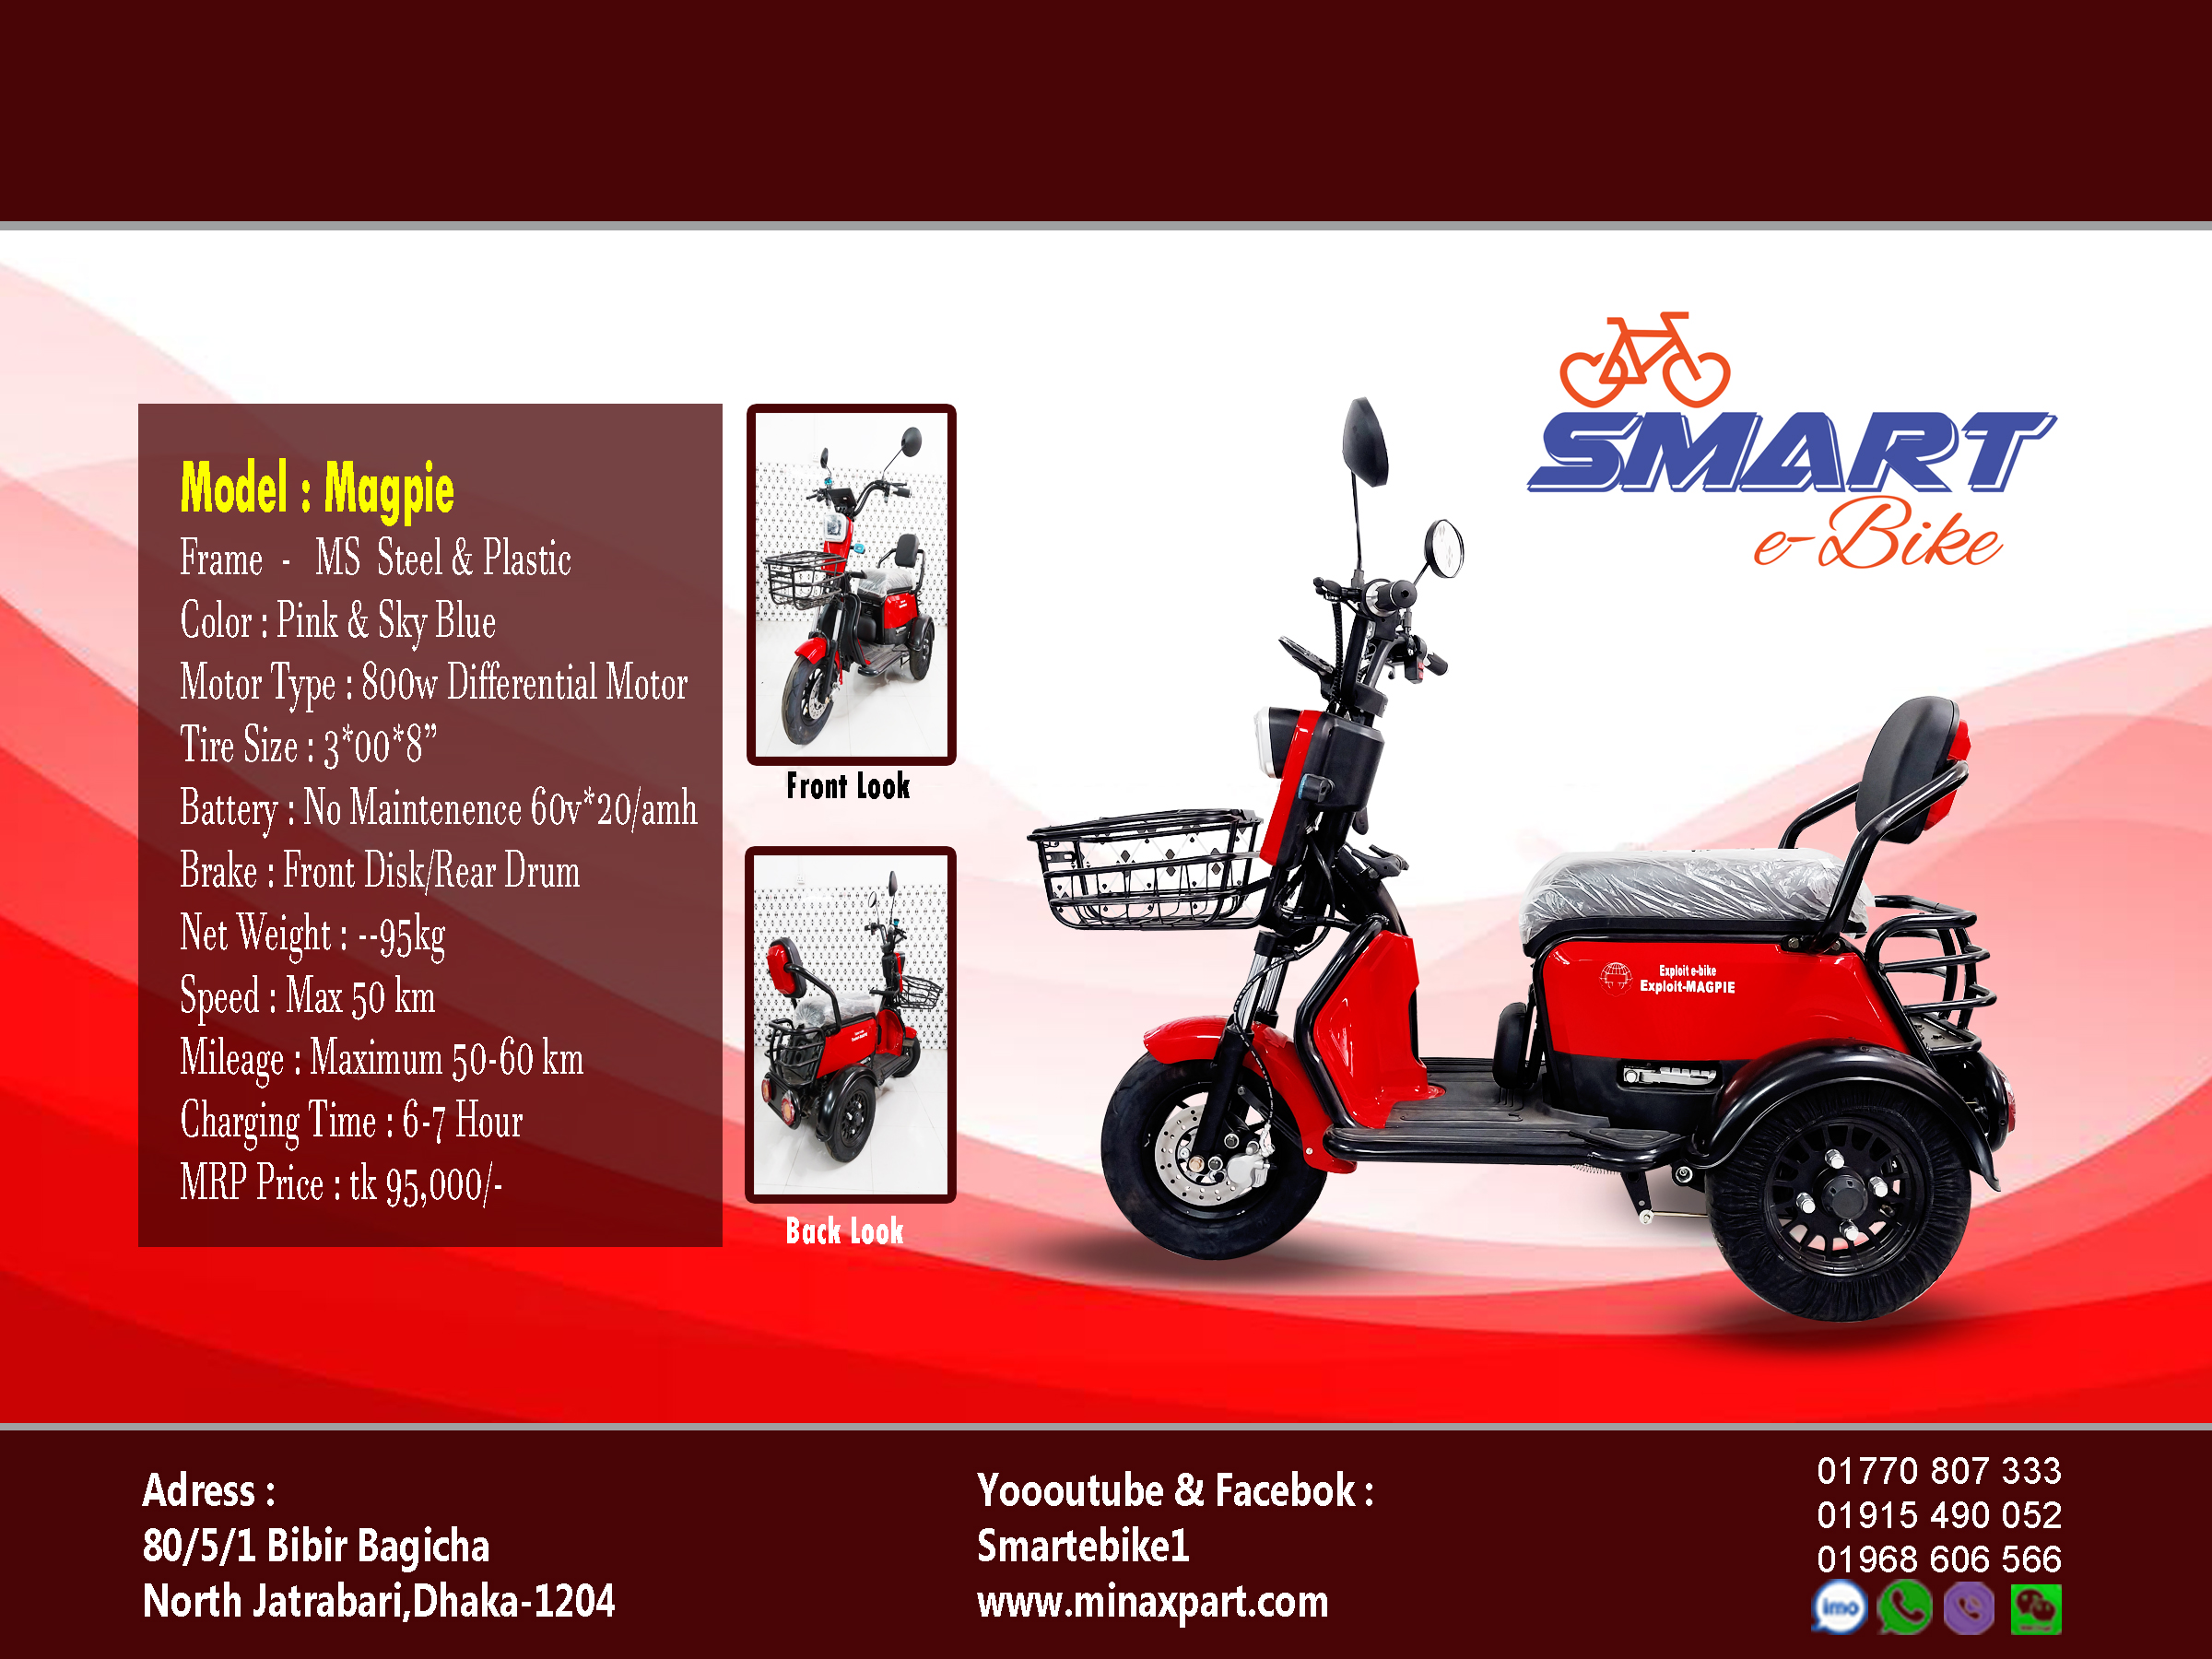 SMART
e-Bike
Model : Magpie
Frame - MS Steel & Plastic
Color : Pink & Sky Blue
Motor Type : 800w Differential Motor
Tire Size : 3*00*8”
Battery : No Maintenence 60v*20/amh
Brake : Front Disk/Rear Drum
Net Weight : --95kg
Speed : Max 50 km
Mileage : Maximum 50-60 km
Charging Time : 6-7 Hour
MRP Price : tk 95,000/-
Front Look
Back Look
Exploit e-bike
Exploit-MAGPIE
Adress :
80/5/1 Bibir Bagicha
North Jatrabari,Dhaka-1204
Yoooutube & Facebok :
Smartebike1
www.minaxpart.com
01770 807 333
01915 490 052
01968 606 566
imo